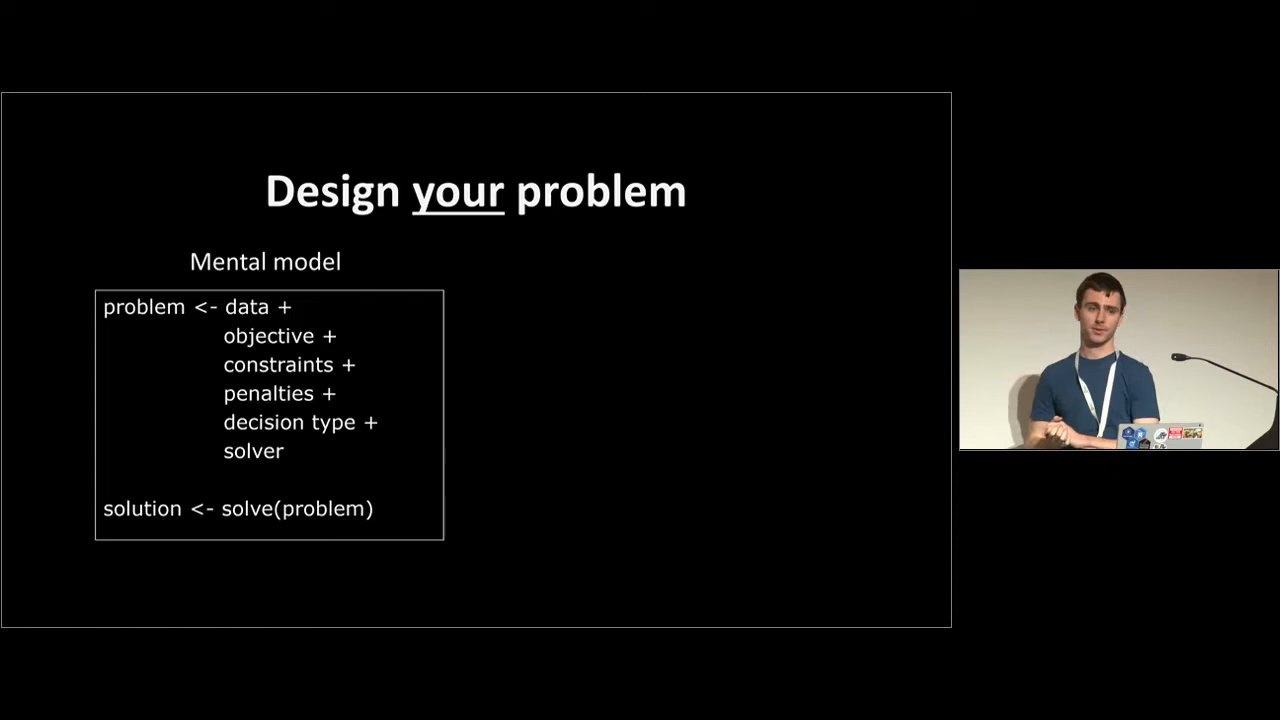 Design your problem
Mental model
problem <- data +
objective +
constraints +
penalties +
decision type +
solver
solution <- solve(problem)